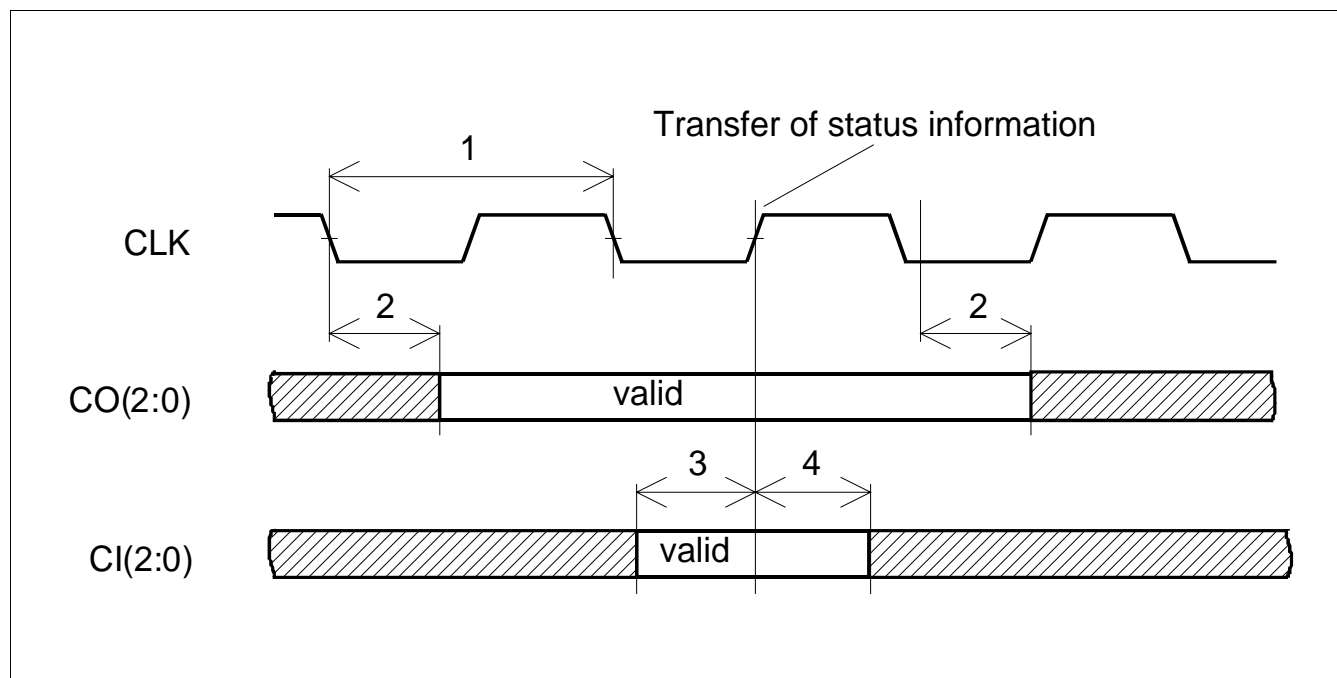 Transfer of status information
1
CLK
2
2
CO(2:0)
valid
3
4
CI(2:0)
valid